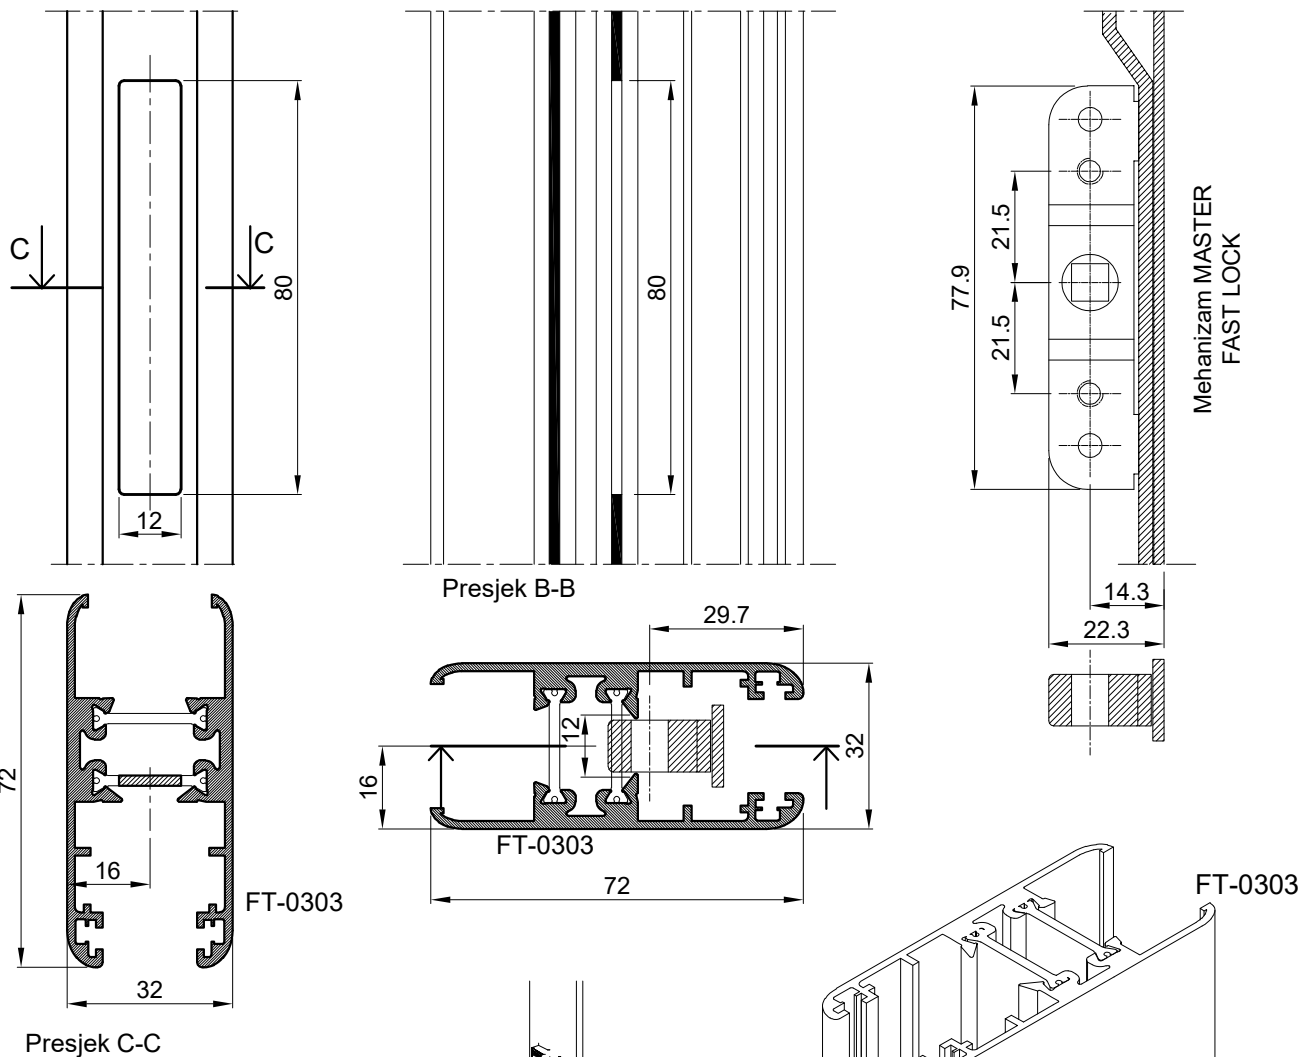 C
C
80
12
80
77.9
21.5
21.5
Mehanizam MASTER
FAST LOCK
14.3
22.3
Presjek B-B
29.7
12
16
32
FT-0303
72
72
16
FT-0303
32
Presjek C-C
FT-0303